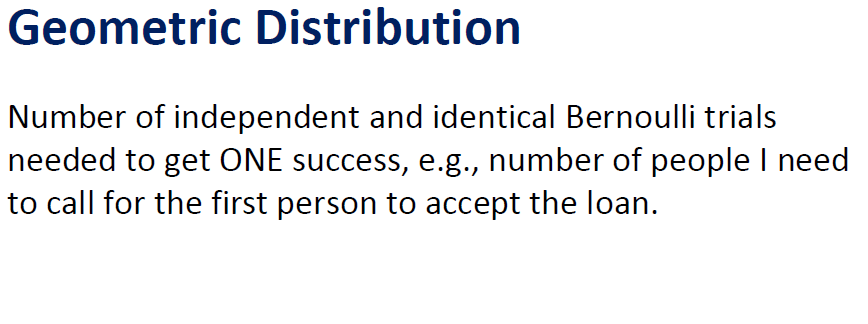 Geometric Distribution
Number of independent and identical Bernoulli trials
needed to get ONE success, e.g., number of people I need
to call for the first person to accept the loan.